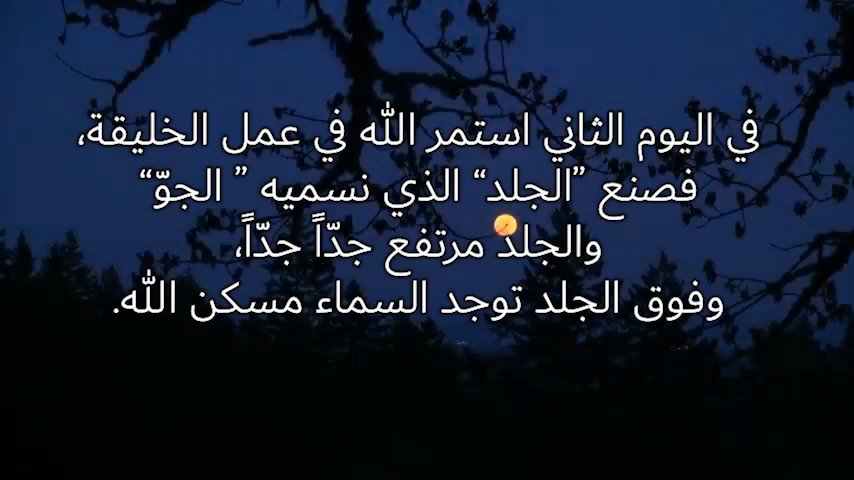 في اليوم الثاني استمر الله في عمل الخليقة،
فصنع ”الجلد“ الذي نسميه ” الجوّ“
والجلد مرتفع جدّاً جدّاً،
وفوق الجلد توجد السماء مسكن الله.